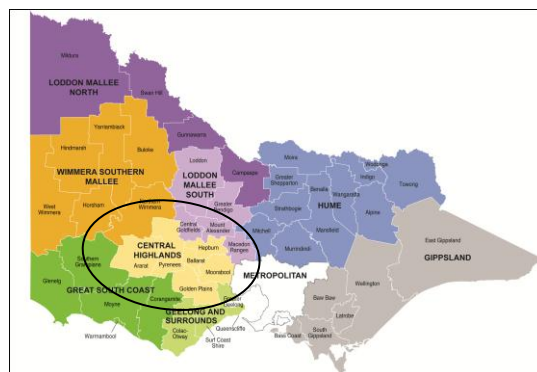 Mildura
LODDON MALLEE
NORTH
Swan Hill
Yarriambiack
Gannawarra
Hindmarsh
Buloke
Loddon
WIMMERA SOUTHERN
MALLEE
LODDON
MALLEE
SOUTH
Campaspe
Moira
Greater
Shepparton
Wodonga
Indigo
Towong
Benalla
Wangaratta
West
Wimmera
Horsham
Northern
Grampians
Greater
Bendigo
Strathbogie
HUME
Alpine
Central
Goldfields
Mount
Alexander
Macedon
Ranges
Mitchell
Mansfield
Murrindindi
CENTRAL
HIGHLANDS
Hepburn
Ararat
Pyrenees
Ballarat
Moorabool
METROPOLITAN
East Gippsland
GIPPSLAND
Southern
Grampians
Glenelg
GREAT SOUTH COAST
Moyne
Corangamite
Golden Plains
Greater
Geelong
GEELONG AND
SURROUNDS
Wellington
Baw Baw
Latrobe
Warrnambool
Colac-
Otway
Queenscliffe
Surf Coast
Shire
Bass Coast
South
Gippsland